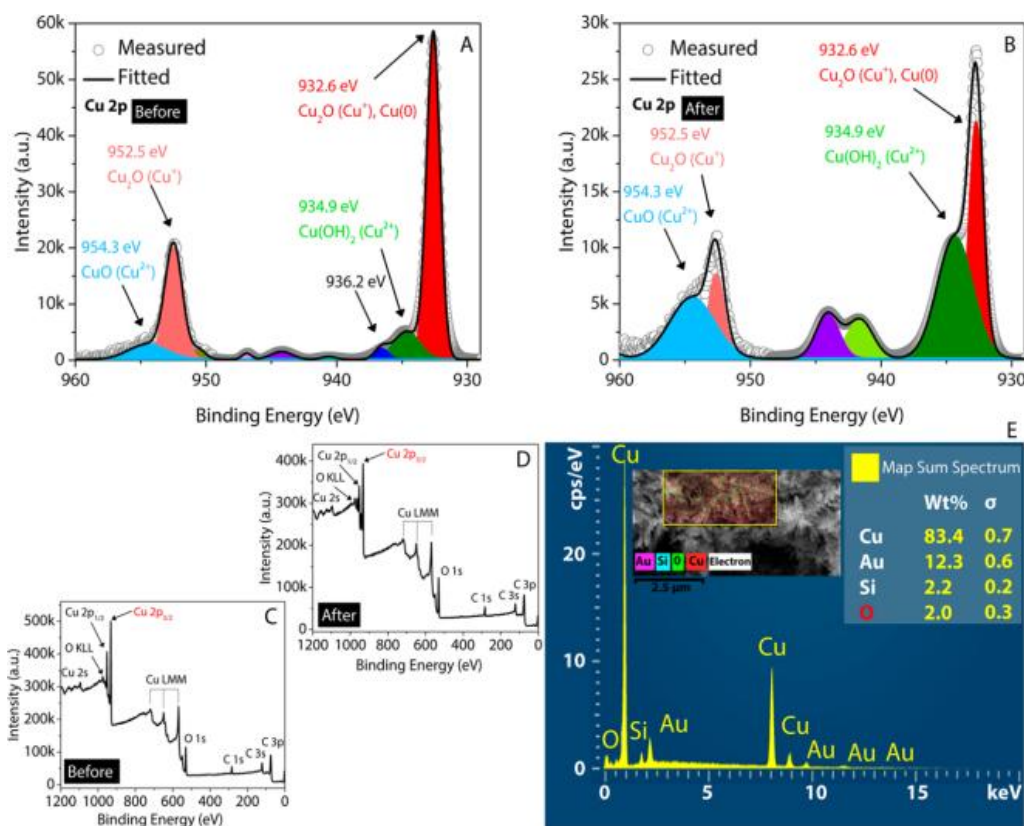 A
60k
50k
40k
30k
20k
10k
0
Intensity (a.u.)
Measured
Fitted
Cu 2p Before
932.6 eV
Cu₂O (Cu⁺), Cu(0)
952.5 eV
Cu₂O (Cu⁺)
934.9 eV
Cu(OH)₂ (Cu²⁺)
954.3 eV
CuO (Cu²⁺)
936.2 eV
960 950 940 930
Binding Energy (eV)
B
30k
25k
20k
15k
10k
5k
0
Intensity (a.u.)
Measured
Fitted
Cu 2p After
932.6 eV
Cu₂O (Cu⁺), Cu(0)
952.5 eV
Cu₂O (Cu⁺)
934.9 eV
Cu(OH)₂ (Cu²⁺)
954.3 eV
CuO (Cu²⁺)
960 950 940 930
Binding Energy (eV)
C
500k
400k
300k
200k
100k
0
Intensity (a.u.)
Cu 2p₁/₂
Cu 2p₃/₂
O KLL
Cu 2s
Cu LMM
O 1s
C 1s
C 3s
C 3p
Before
1200 1000 800 600 400 200 0
Binding Energy (eV)
D
400k
300k
200k
100k
0
Intensity (a.u.)
Cu 2p₁/₂
Cu 2p₃/₂
O KLL
Cu 2s
Cu LMM
O 1s
C 1s
C 3s
C 3p
After
1200 1000 800 600 400 200 0
Binding Energy (eV)
E
cps/eV
20
10
0
Cu
Map Sum Spectrum
Wt% σ
Cu 83.4 0.7
Au 12.3 0.6
Si 2.2 0.2
O 2.0 0.3
Au Si O Cu Electron
2.5 µm
Cu
O Si Au
Cu
Au Au Au
0 5 10 15 keV